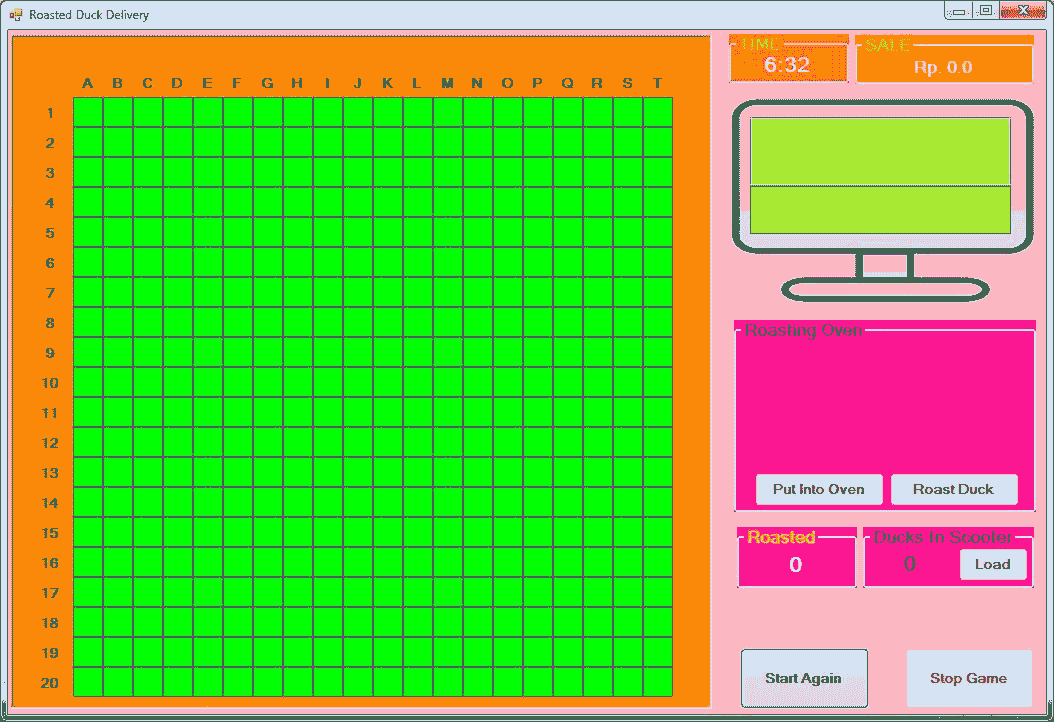 Roasted Duck Delivery
TIME
6:32
SALE
Rp. 0.0
A B C D E F G H I J K L M N O P Q R S T
1
2
3
4
5
6
7
8
9
10
11
12
13
14
15
16
17
18
19
20
Roasting Oven
Put Into Oven
Roast Duck
Roasted
0
Ducks In Scooter
0
Load
Start Again
Stop Game